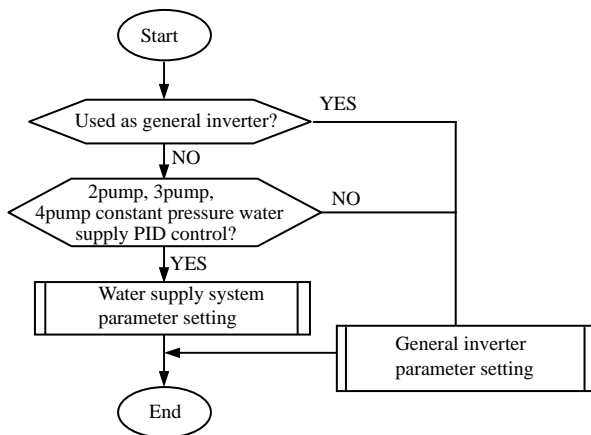 Start
Used as general inverter?
YES
NO
2pump, 3pump,
4pump constant pressure water
supply PID control?
NO
YES
Water supply system
parameter setting
General inverter
parameter setting
End